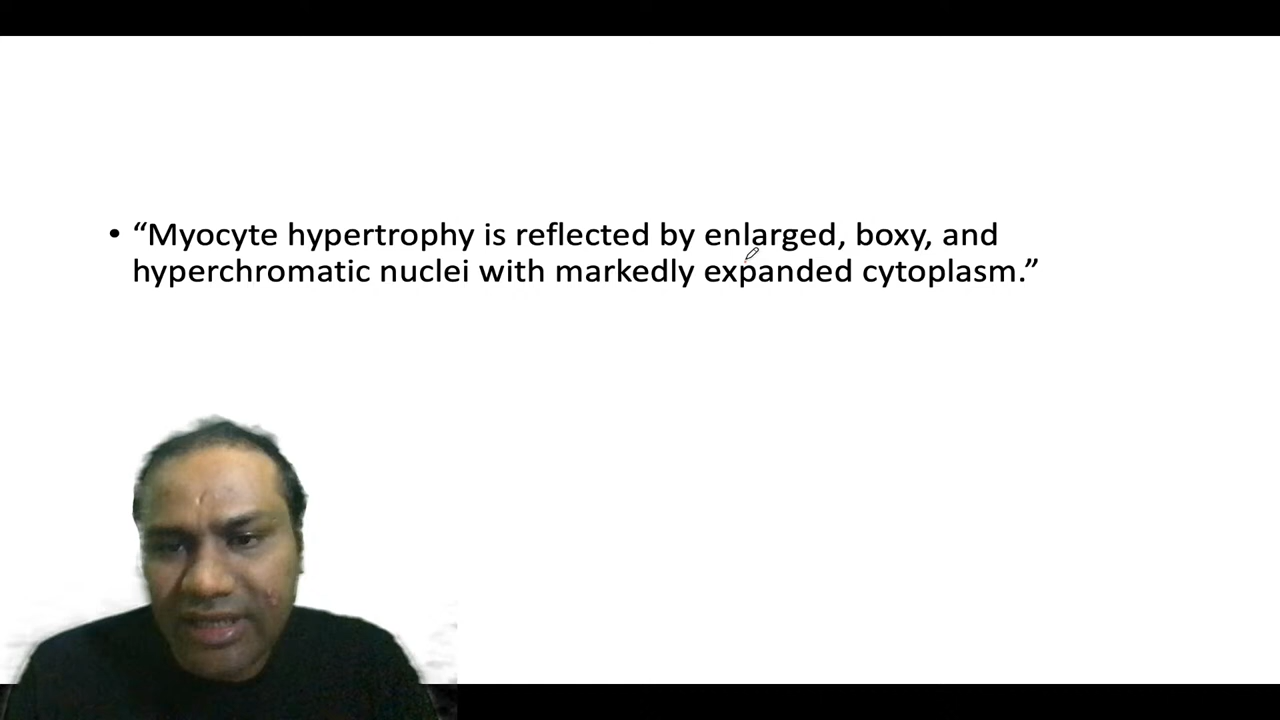 • “Myocyte hypertrophy is reflected by enlarged, boxy, and
hyperchromatic nuclei with markedly expanded cytoplasm.”